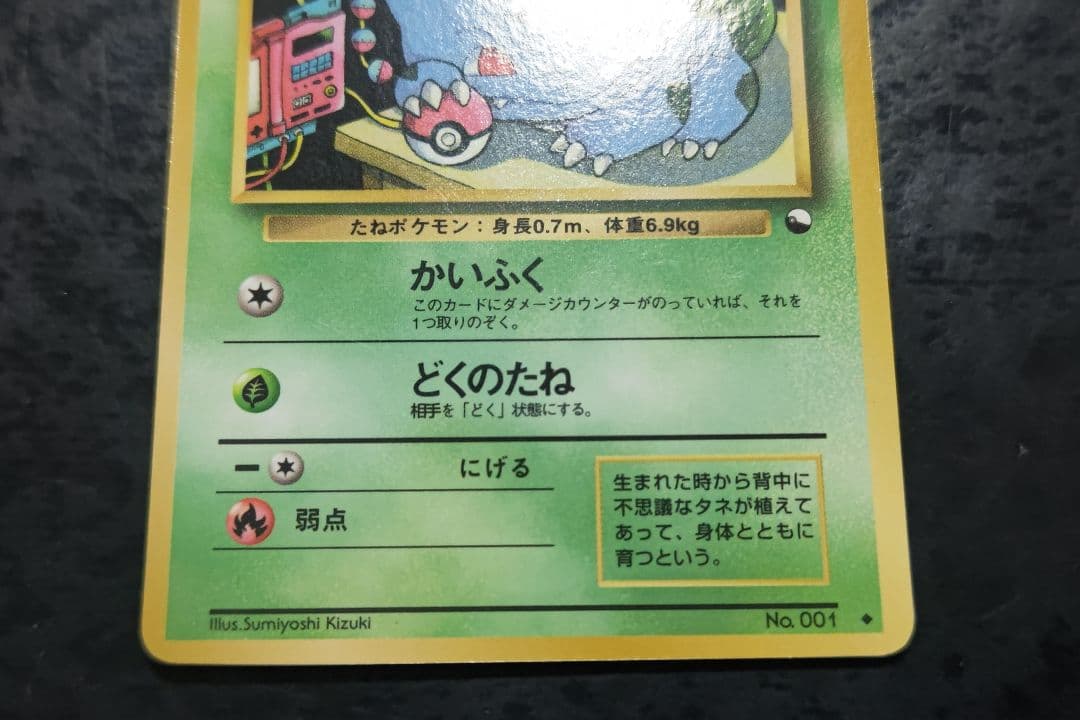 たねポケモン：身長0.7m、体重6.9kg
かいふく
このカードにダメージカウンターがのっていれば、それを
1つ取りのぞく。
どくのたね
相手を「どく」状態にする。
にげる
弱点
生まれた時から背中に
不思議なタネが植えて
あって、身体とともに
育つという。
Illus.Sumiyoshi Kizuki
No. 001 ◆